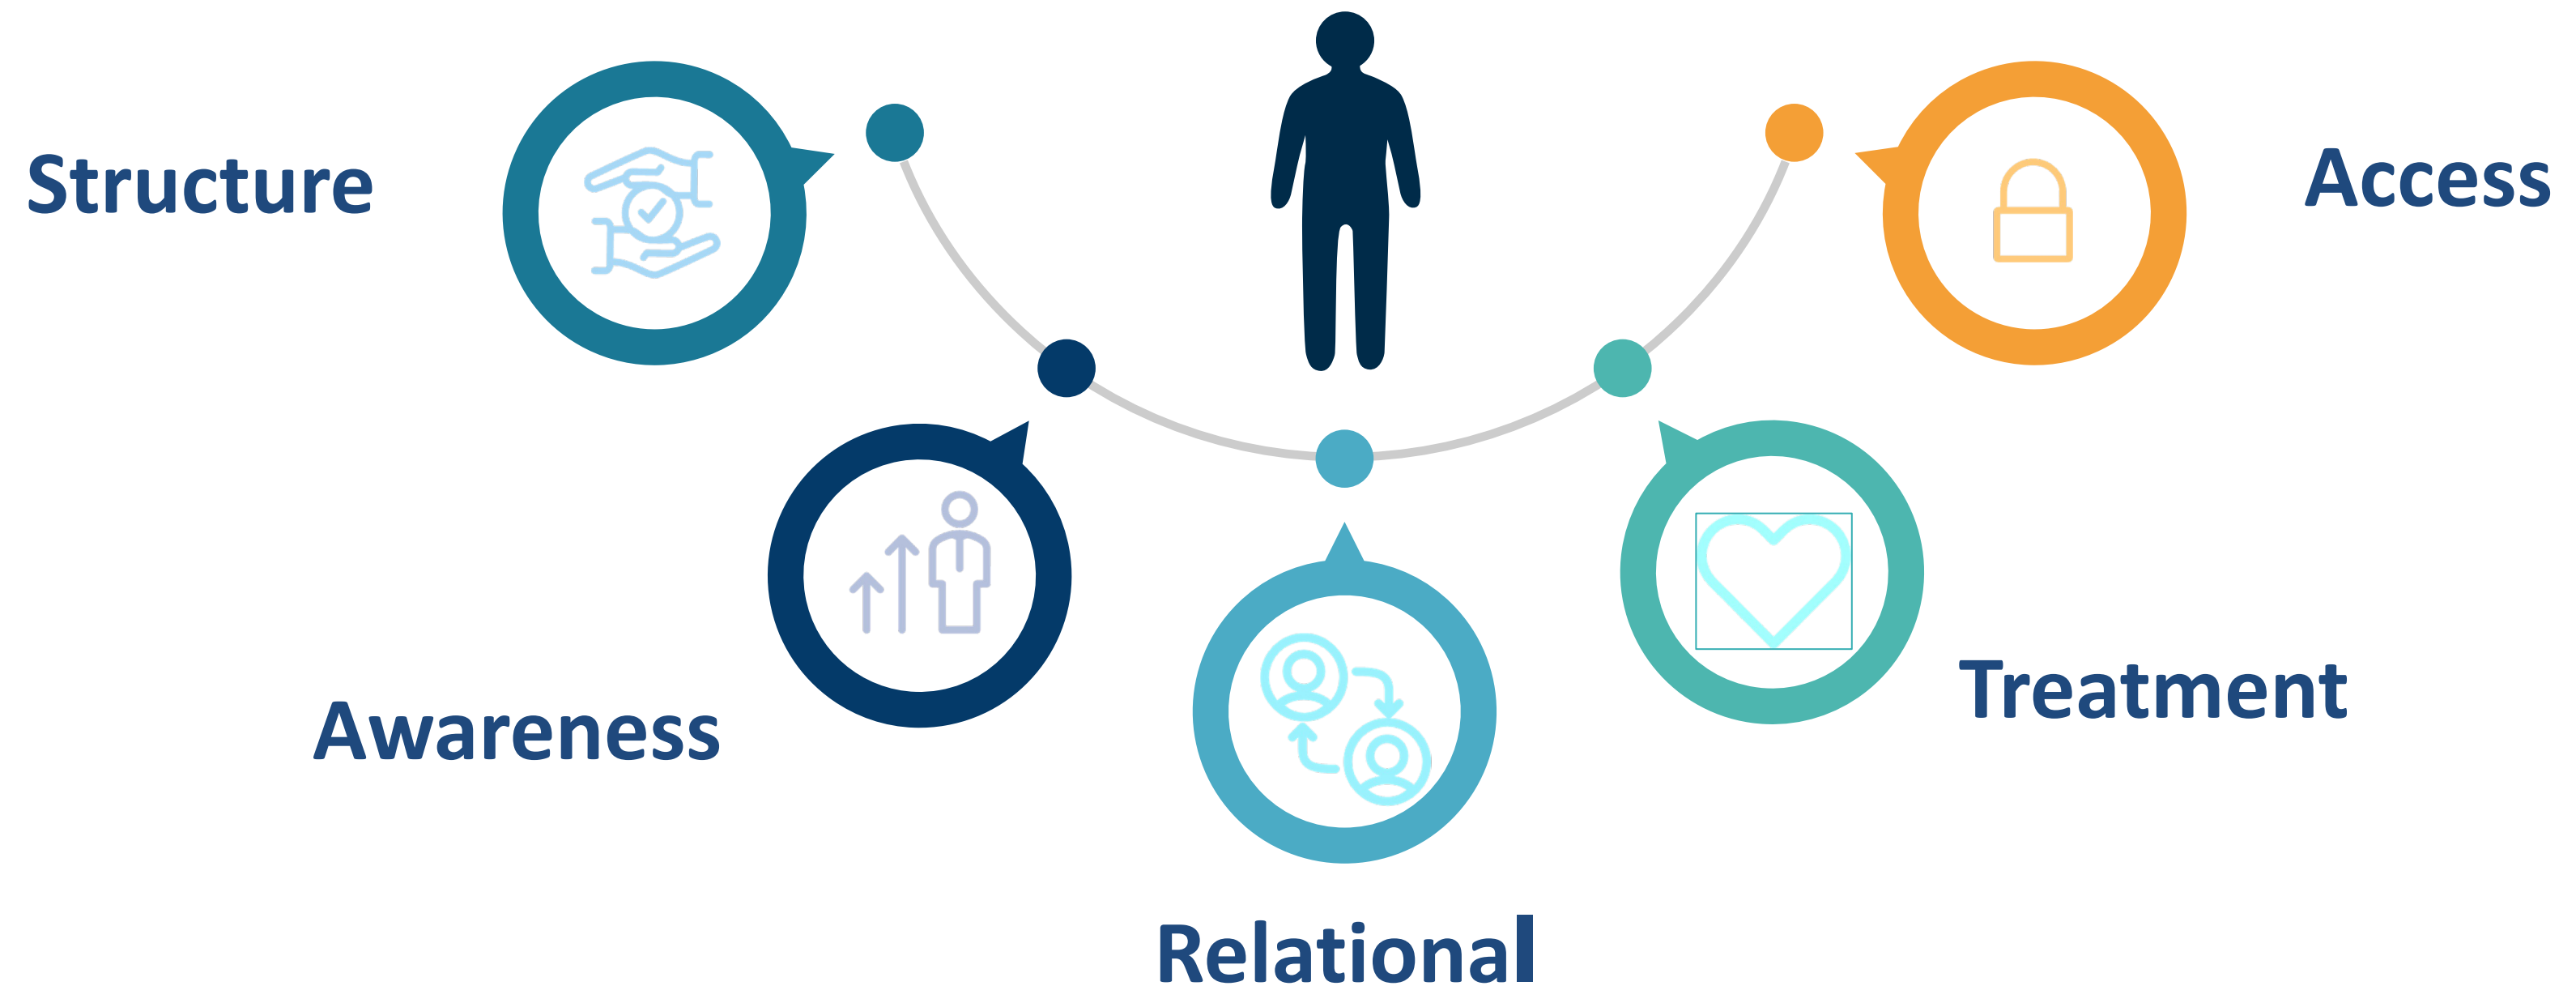 Structure
Access
Awareness
Treatment
Relational